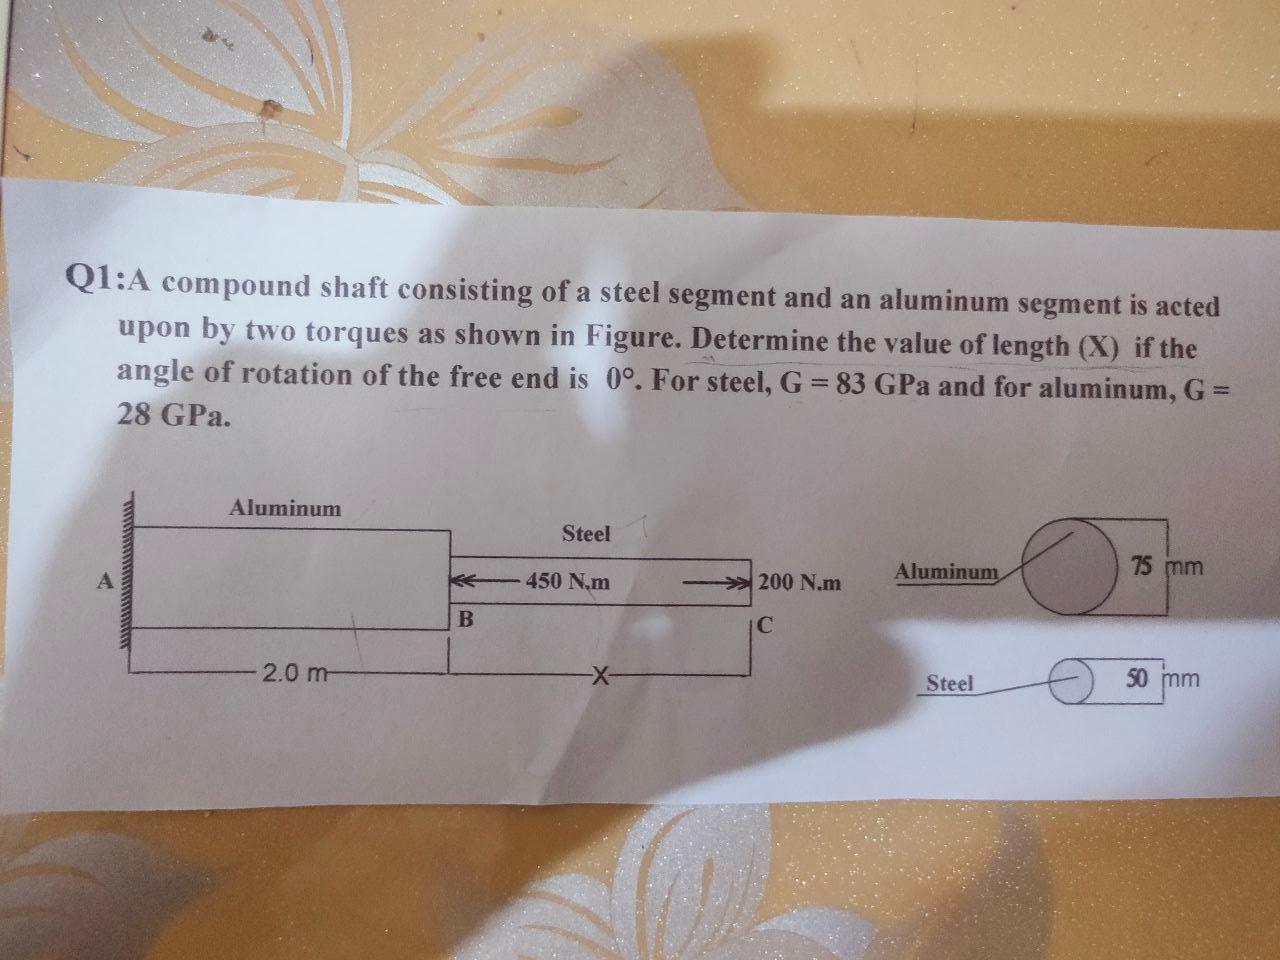 Q1:A compound shaft consisting of a steel segment and an aluminum segment is acted
upon by two torques as shown in Figure. Determine the value of length (X) if the
angle of rotation of the free end is 0°. For steel, G = 83 GPa and for aluminum, G =
28 GPa.
Aluminum
Steel
A
450 N.m
200 N.m
B
C
2.0 m
X
Aluminum
75 mm
Steel
50 mm